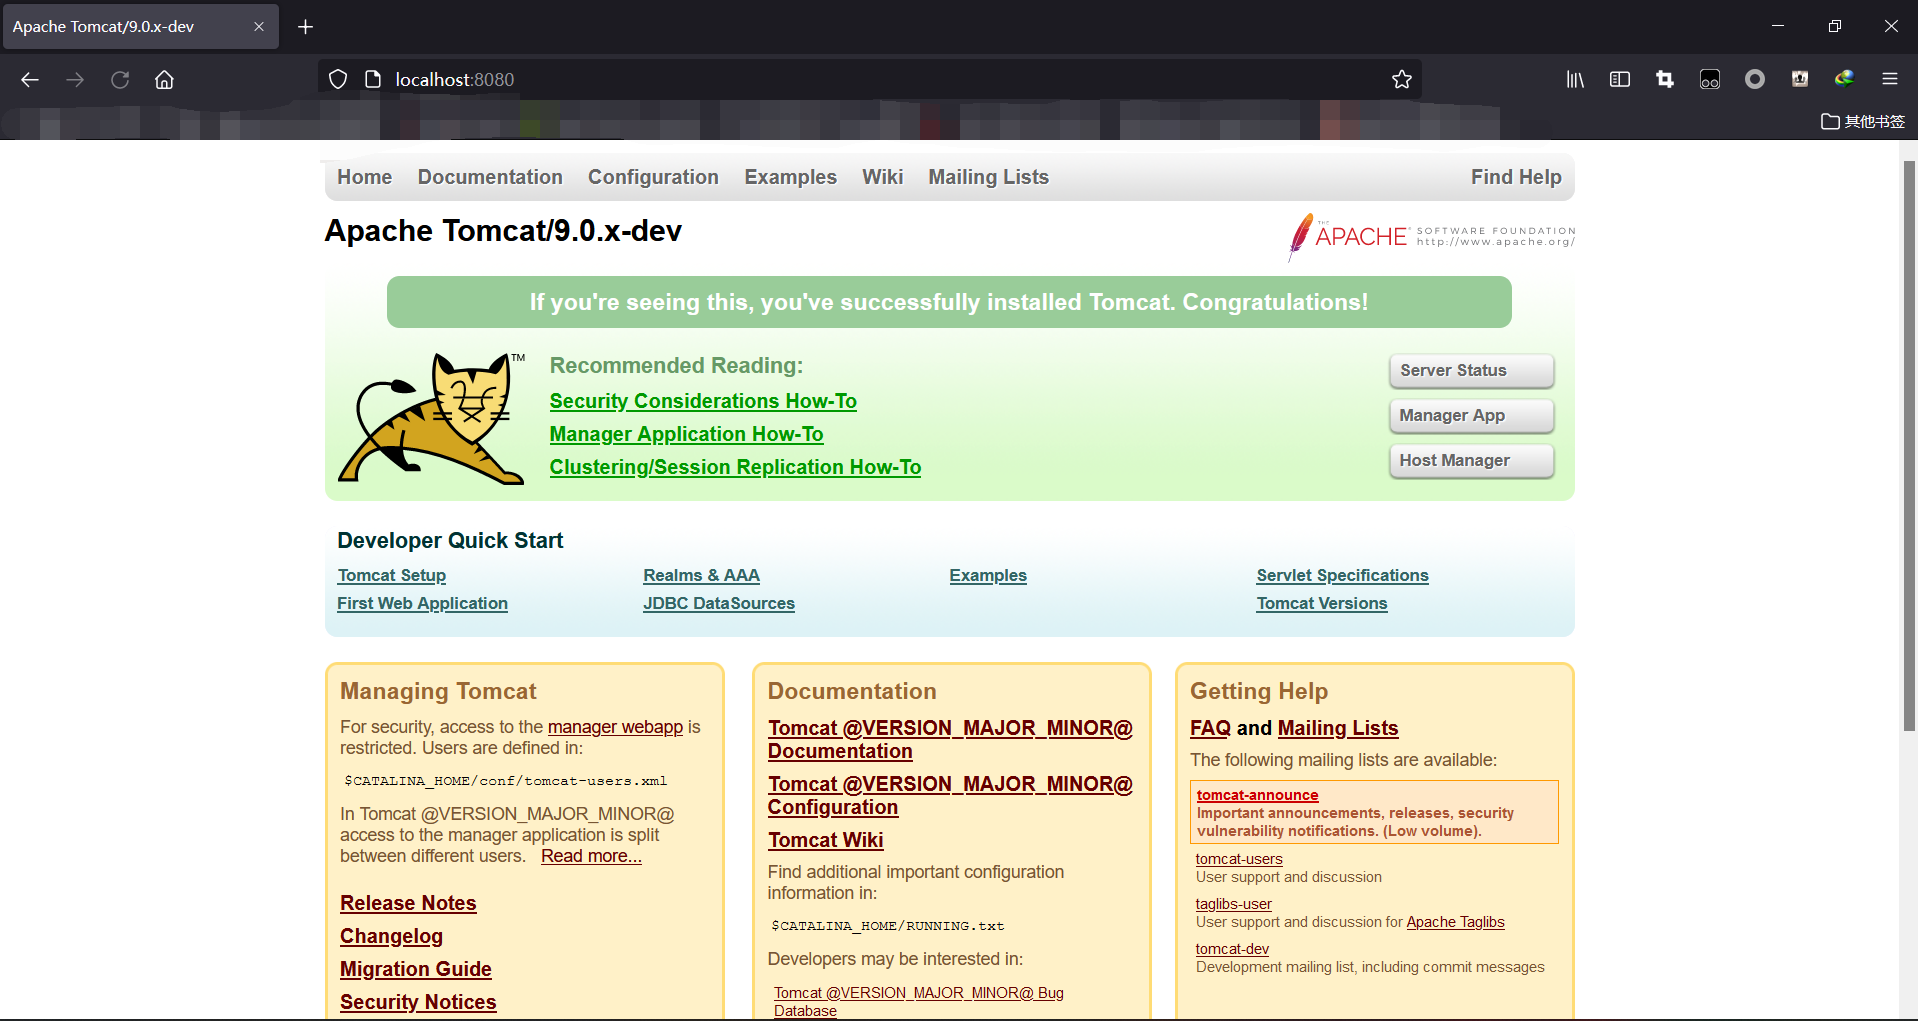 Apache Tomcat/9.0.x-dev
localhost:8080
其他书签
Home Documentation Configuration Examples Wiki Mailing Lists Find Help
Apache Tomcat/9.0.x-dev
THE
APACHE SOFTWARE FOUNDATION
http://www.apache.org/
If you're seeing this, you've successfully installed Tomcat. Congratulations!
TM
Recommended Reading:
Security Considerations How-To
Manager Application How-To
Clustering/Session Replication How-To
Server Status
Manager App
Host Manager
Developer Quick Start
Tomcat Setup
First Web Application
Realms & AAA
JDBC DataSources
Examples
Servlet Specifications
Tomcat Versions
Managing Tomcat
For security, access to the manager webapp is
restricted. Users are defined in:
$CATALINA_HOME/conf/tomcat-users.xml
In Tomcat @VERSION_MAJOR_MINOR@
access to the manager application is split
between different users. Read more...
Release Notes
Changelog
Migration Guide
Security Notices
Documentation
Tomcat @VERSION_MAJOR_MINOR@
Documentation
Tomcat @VERSION_MAJOR_MINOR@
Configuration
Tomcat Wiki
Find additional important configuration
information in:
$CATALINA_HOME/RUNNING.txt
Developers may be interested in:
Tomcat @VERSION_MAJOR_MINOR@ Bug
Database
Getting Help
FAQ and Mailing Lists
The following mailing lists are available:
tomcat-announce
Important announcements, releases, security
vulnerability notifications. (Low volume).
tomcat-users
User support and discussion
taglibs-user
User support and discussion for Apache Taglibs
tomcat-dev
Development mailing list, including commit messages